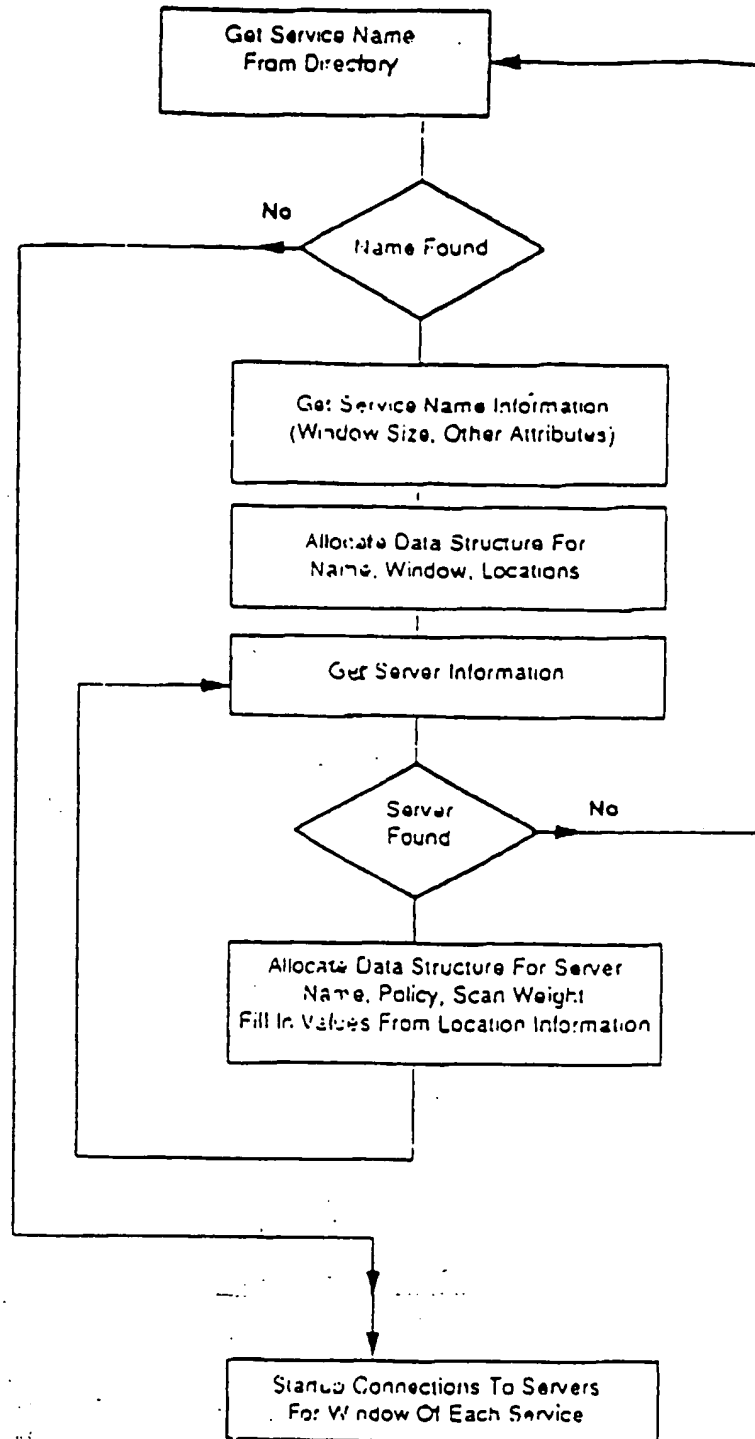 Get Service Name
From Directory
No
Name Found
Get Service Name Information
(Window Size, Other Attributes)
Allocate Data Structure For
Name, Window, Locations
Get Server Information
Server
Found
No
Allocate Data Structure For Server
Name, Policy, Scan Weight
Fill In Values From Location Information
Startup Connections To Servers
For Window Of Each Service